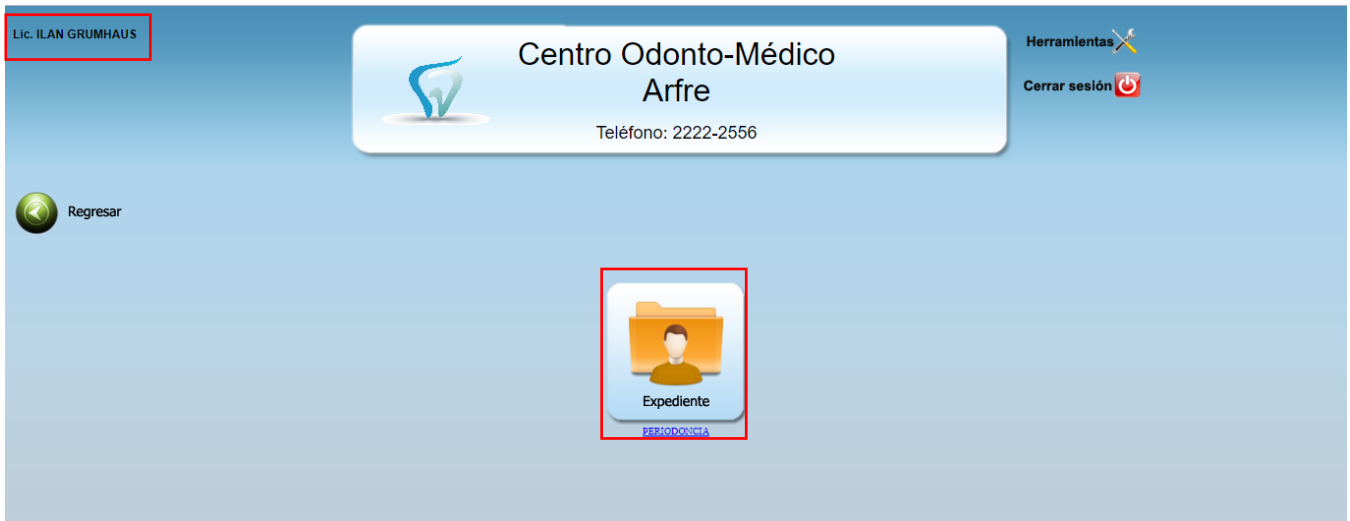 Lic. ILAN GRUMHAUS
Centro Odonto-Médico
Arfre
Teléfono: 2222-2556
Herramientas
Cerrar sesión
Regresar
Expediente
PERIODONCIA